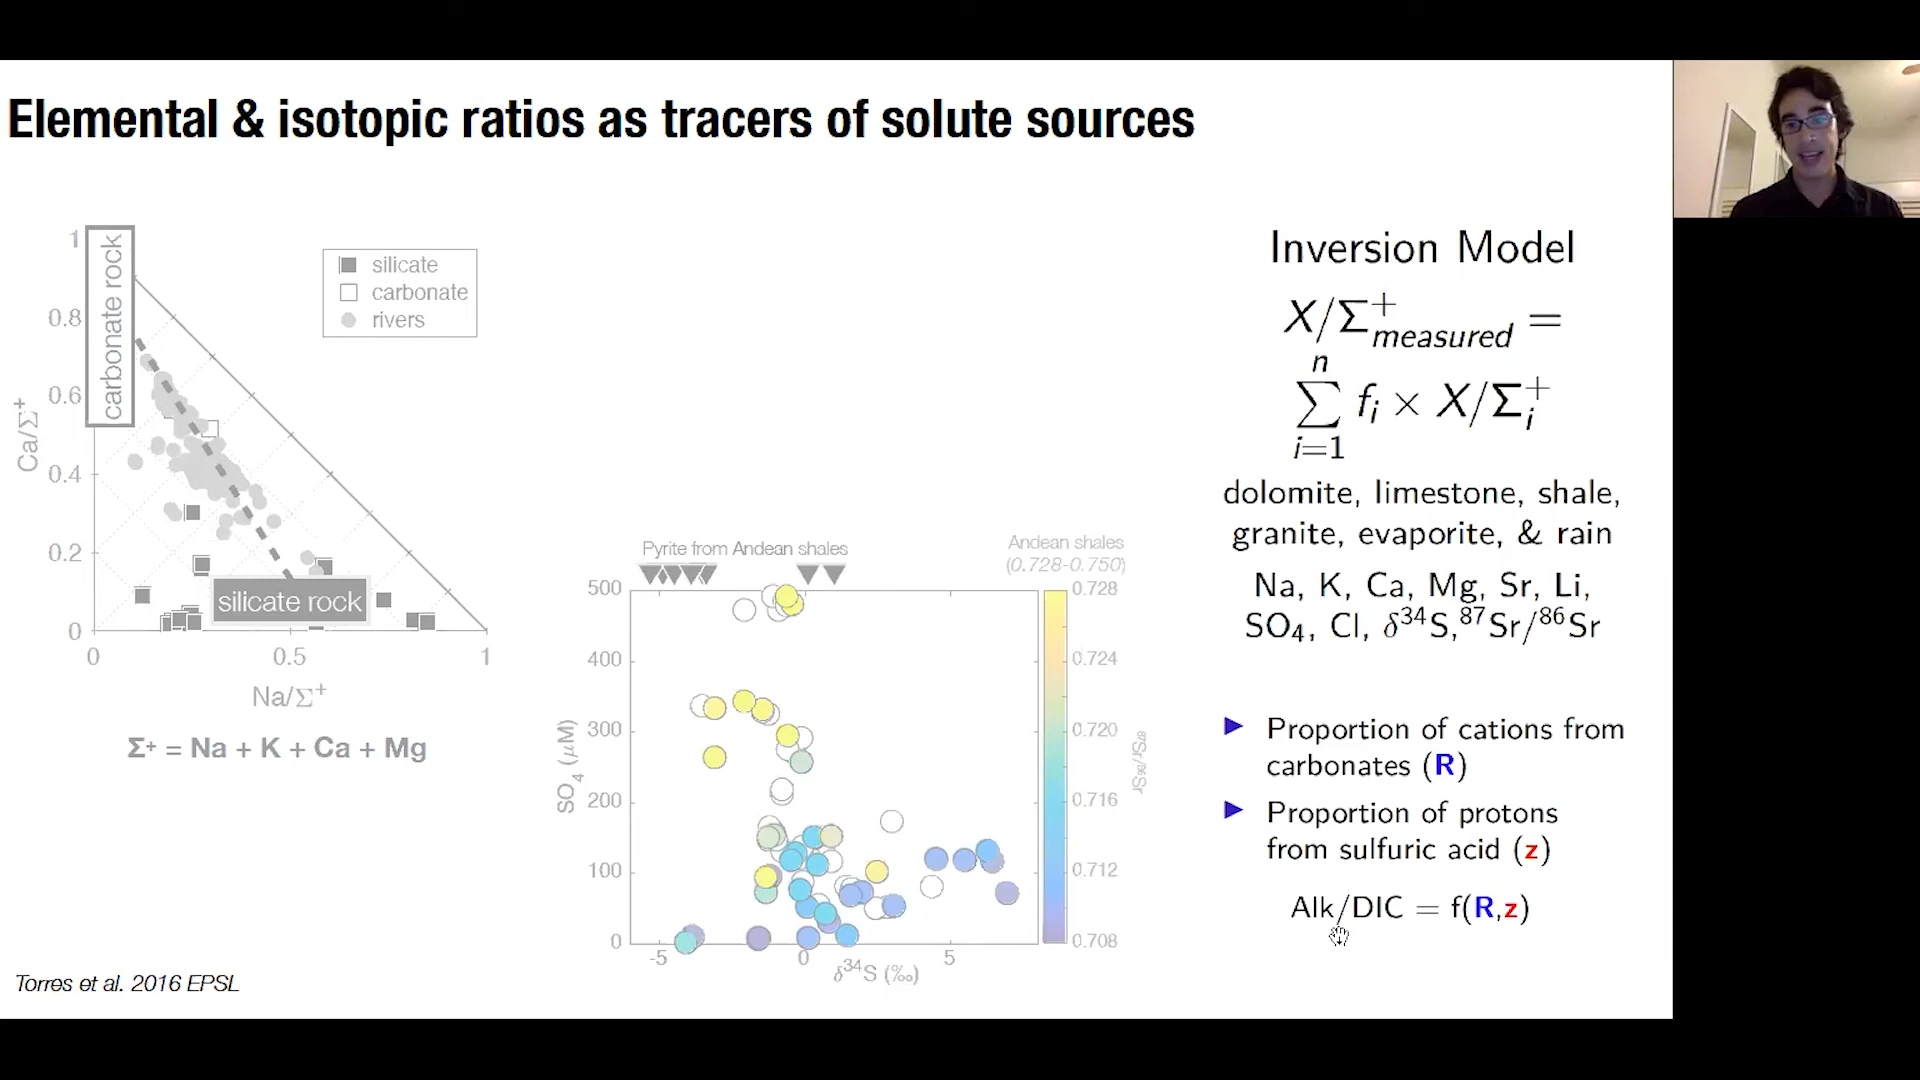 Elemental & isotopic ratios as tracers of solute sources
carbonate rock
1
0.8
0.6
0.4
0.2
0
Ca/Σ⁺
silicate
carbonate
rivers
silicate rock
0
0.5
1
Na/Σ⁺
Σ⁺ = Na + K + Ca + Mg
Torres et al. 2016 EPSL
Pyrite from Andean shales
Andean shales
(0.728-0.750)
500
400
300
200
100
0
SO₄ (μM)
-5
0
5
δ³⁴S (‰)
0.728
0.724
0.720
0.716
0.712
0.708
⁸⁷Sr/⁸⁶Sr
Inversion Model
X/Σ⁺measured =
n
∑ fᵢ × X/Σ⁺ᵢ
i=1
dolomite, limestone, shale,
granite, evaporite, & rain
Na, K, Ca, Mg, Sr, Li,
SO₄, Cl, δ³⁴S,⁸⁷Sr/⁸⁶Sr
Proportion of cations from
carbonates (R)
Proportion of protons
from sulfuric acid (z)
Alk/DIC = f(R,z)